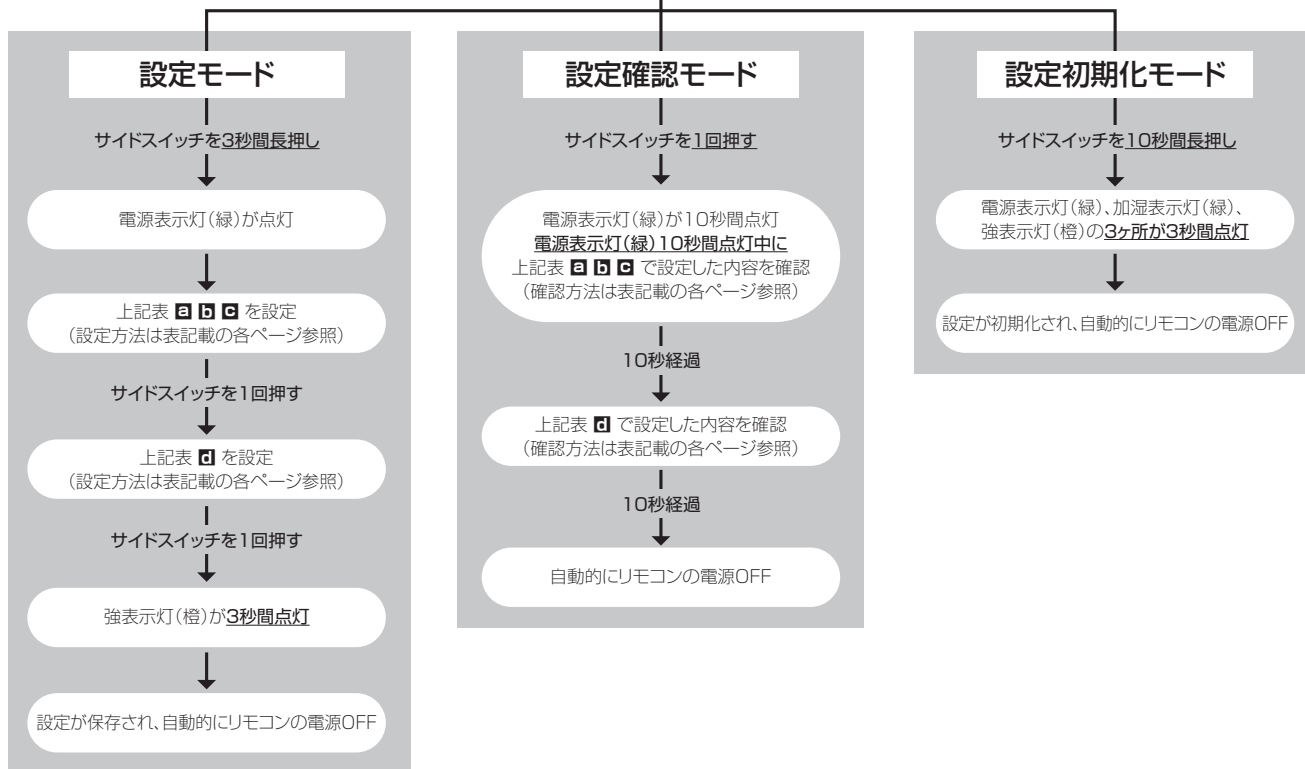 設定モード
サイドスイッチを3秒間長押し
電源表示灯(緑)が点灯
上記表 a b c を設定
(設定方法は表記載の各ページ参照)
サイドスイッチを1回押す
上記表 d を設定
(設定方法は表記載の各ページ参照)
サイドスイッチを1回押す
強表示灯(橙)が3秒間点灯
設定が保存され、自動的にリモコンの電源OFF
設定確認モード
サイドスイッチを1回押す
電源表示灯(緑)が10秒間点灯
電源表示灯(緑)10秒間点灯中に
上記表 a b c で設定した内容を確認
(確認方法は表記載の各ページ参照)
10秒経過
上記表 d で設定した内容を確認
(確認方法は表記載の各ページ参照)
10秒経過
自動的にリモコンの電源OFF
設定初期化モード
サイドスイッチを10秒間長押し
電源表示灯(緑)、加湿表示灯(緑)、
強表示灯(橙)の3ヶ所が3秒間点灯
設定が初期化され、自動的にリモコンの電源OFF